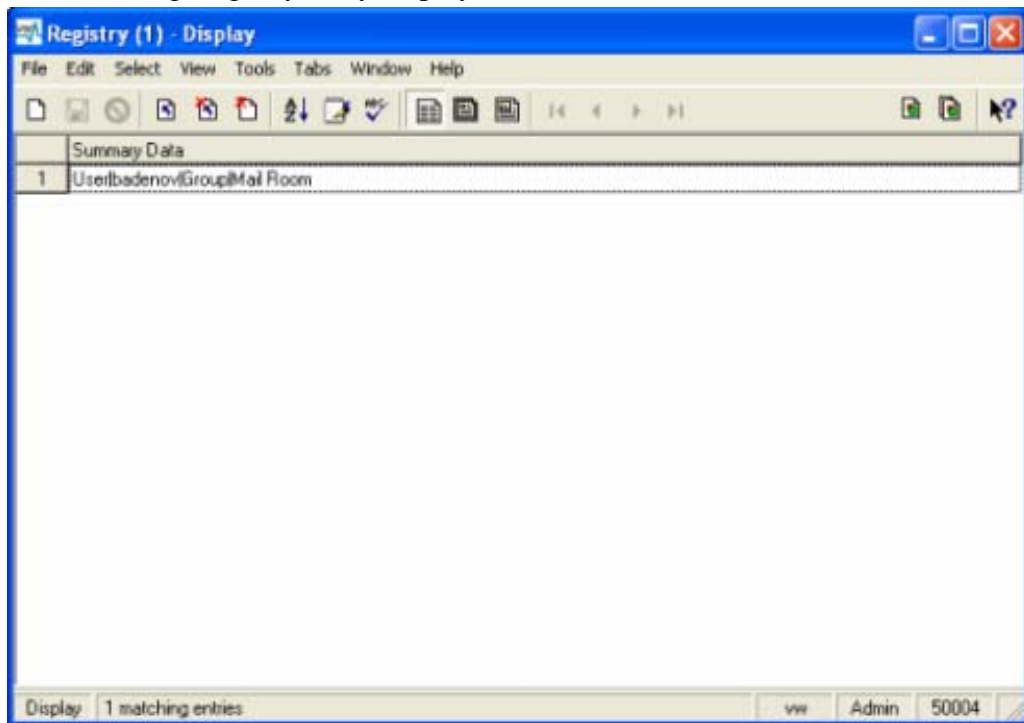 Registry (1) - Display
File Edit Select View Tools Tabs Window Help
Summary Data
1 User|badenov|Group|Mail Room
Display 1 matching entries vw Admin 50004